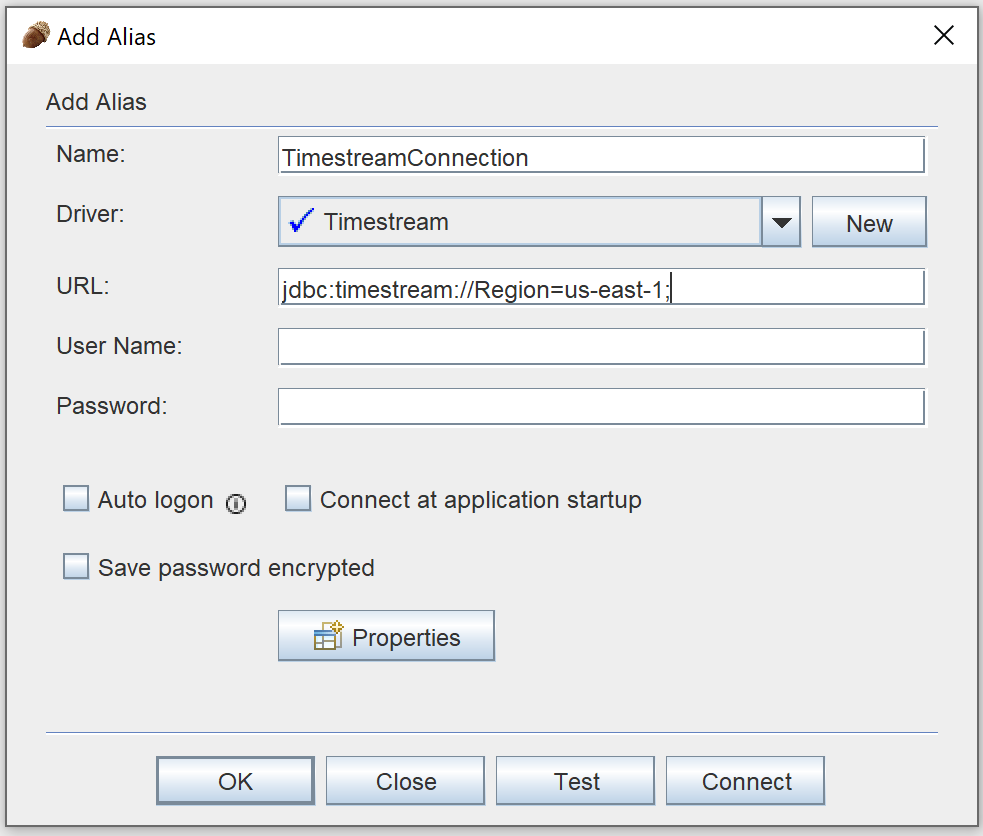 Add Alias
Add Alias
Name: TimestreamConnection
Driver: Timestream New
URL: jdbc:timestream://Region=us-east-1;
User Name:
Password:
Auto logon Connect at application startup
Save password encrypted
Properties
OK Close Test Connect